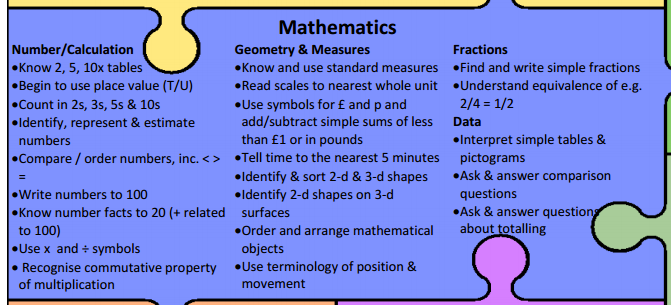 Mathematics
Number/Calculation
•Know 2, 5, 10x tables
•Begin to use place value (T/U)
•Count in 2s, 3s, 5s & 10s
•Identify, represent & estimate
numbers
•Compare / order numbers, inc. < >
=
•Write numbers to 100
•Know number facts to 20 (+ related
to 100)
•Use x and ÷ symbols
• Recognise commutative property
of multiplication
Geometry & Measures
•Know and use standard measures
•Read scales to nearest whole unit
•Use symbols for £ and p and
add/subtract simple sums of less
than £1 or in pounds
•Tell time to the nearest 5 minutes
•Identify & sort 2-d & 3-d shapes
•Identify 2-d shapes on 3-d
surfaces
•Order and arrange mathematical
objects
•Use terminology of position &
movement
Fractions
•Find and write simple fractions
•Understand equivalence of e.g.
2/4 = 1/2
Data
•Interpret simple tables &
pictograms
•Ask & answer comparison
questions
•Ask & answer questions
about totalling